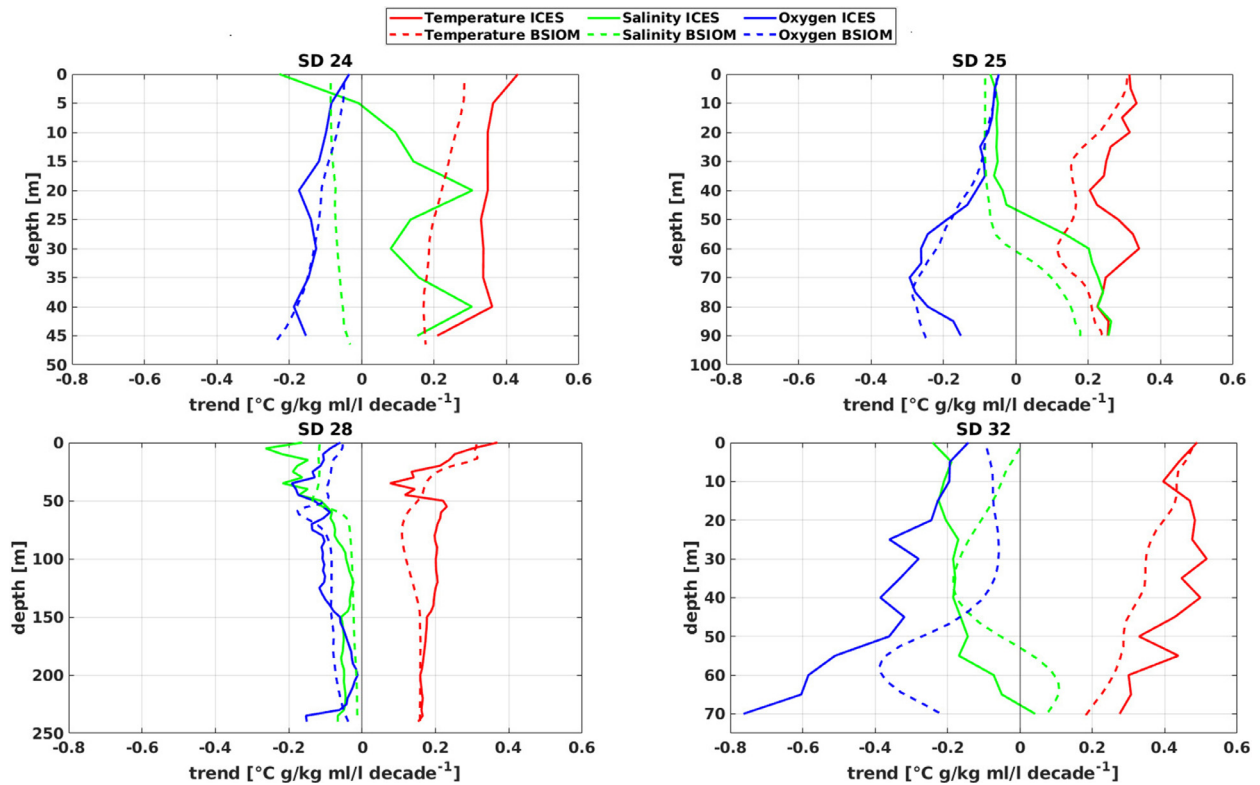 Temperature ICES Salinity ICES Oxygen ICES
Temperature BSIOM Salinity BSIOM Oxygen BSIOM
SD 24
0
5
10
15
20
25
30
35
40
45
50
depth [m]
-0.8 -0.6 -0.4 -0.2 0 0.2 0.4 0.6
trend [°C g/kg ml/l decade⁻¹]
SD 25
0
10
20
30
40
50
60
70
80
90
100
depth [m]
-0.8 -0.6 -0.4 -0.2 0 0.2 0.4 0.6
trend [°C g/kg ml/l decade⁻¹]
SD 28
0
50
100
150
200
250
depth [m]
-0.8 -0.6 -0.4 -0.2 0 0.2 0.4 0.6
trend [°C g/kg ml/l decade⁻¹]
SD 32
0
10
20
30
40
50
60
70
depth [m]
-0.8 -0.6 -0.4 -0.2 0 0.2 0.4 0.6
trend [°C g/kg ml/l decade⁻¹]